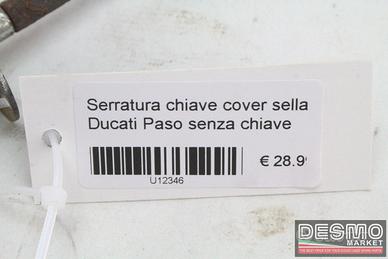 Serratura chiave cover sella
Ducati Paso senza chiave
€ 28.9
U12346
DESMO
MARKET